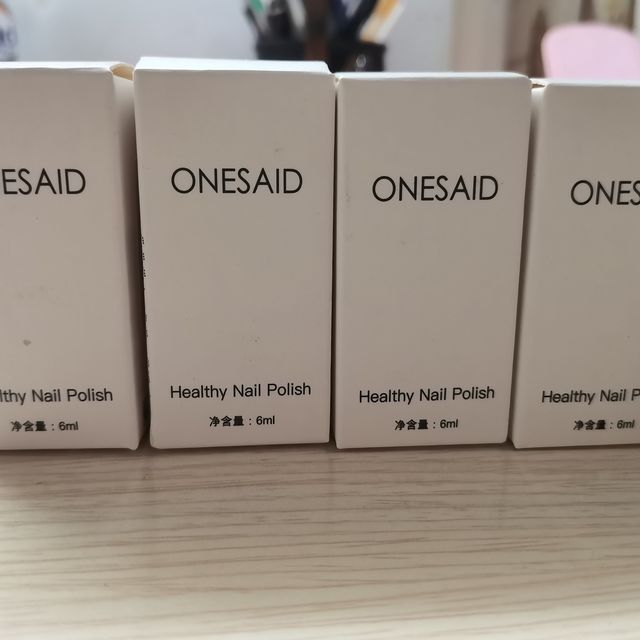 ESAID
lthy Nail Polish
净含量：6ml
ONESAID
Healthy Nail Polish
净含量：6ml
ONESAID
Healthy Nail Polish
净含量：6ml
ONES
Healthy Nail P
净含量：6ml